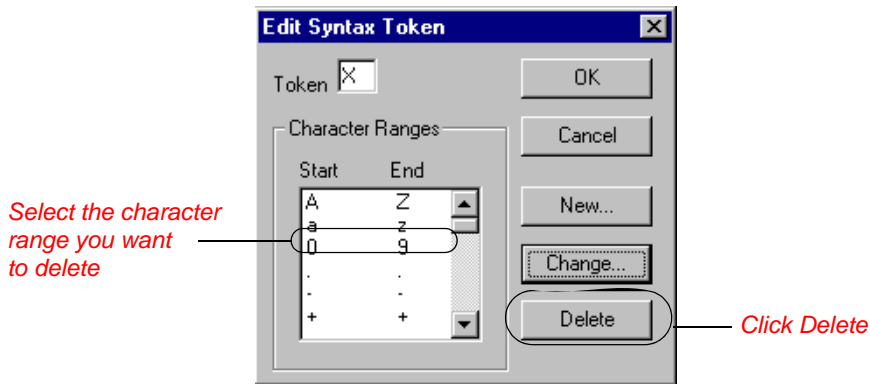 Edit Syntax Token
Token X
OK
Character Ranges
Cancel
Start End
A Z
a z
0 9
. .
- -
+ +
New...
Change...
Delete
Select the character
range you want
to delete
Click Delete